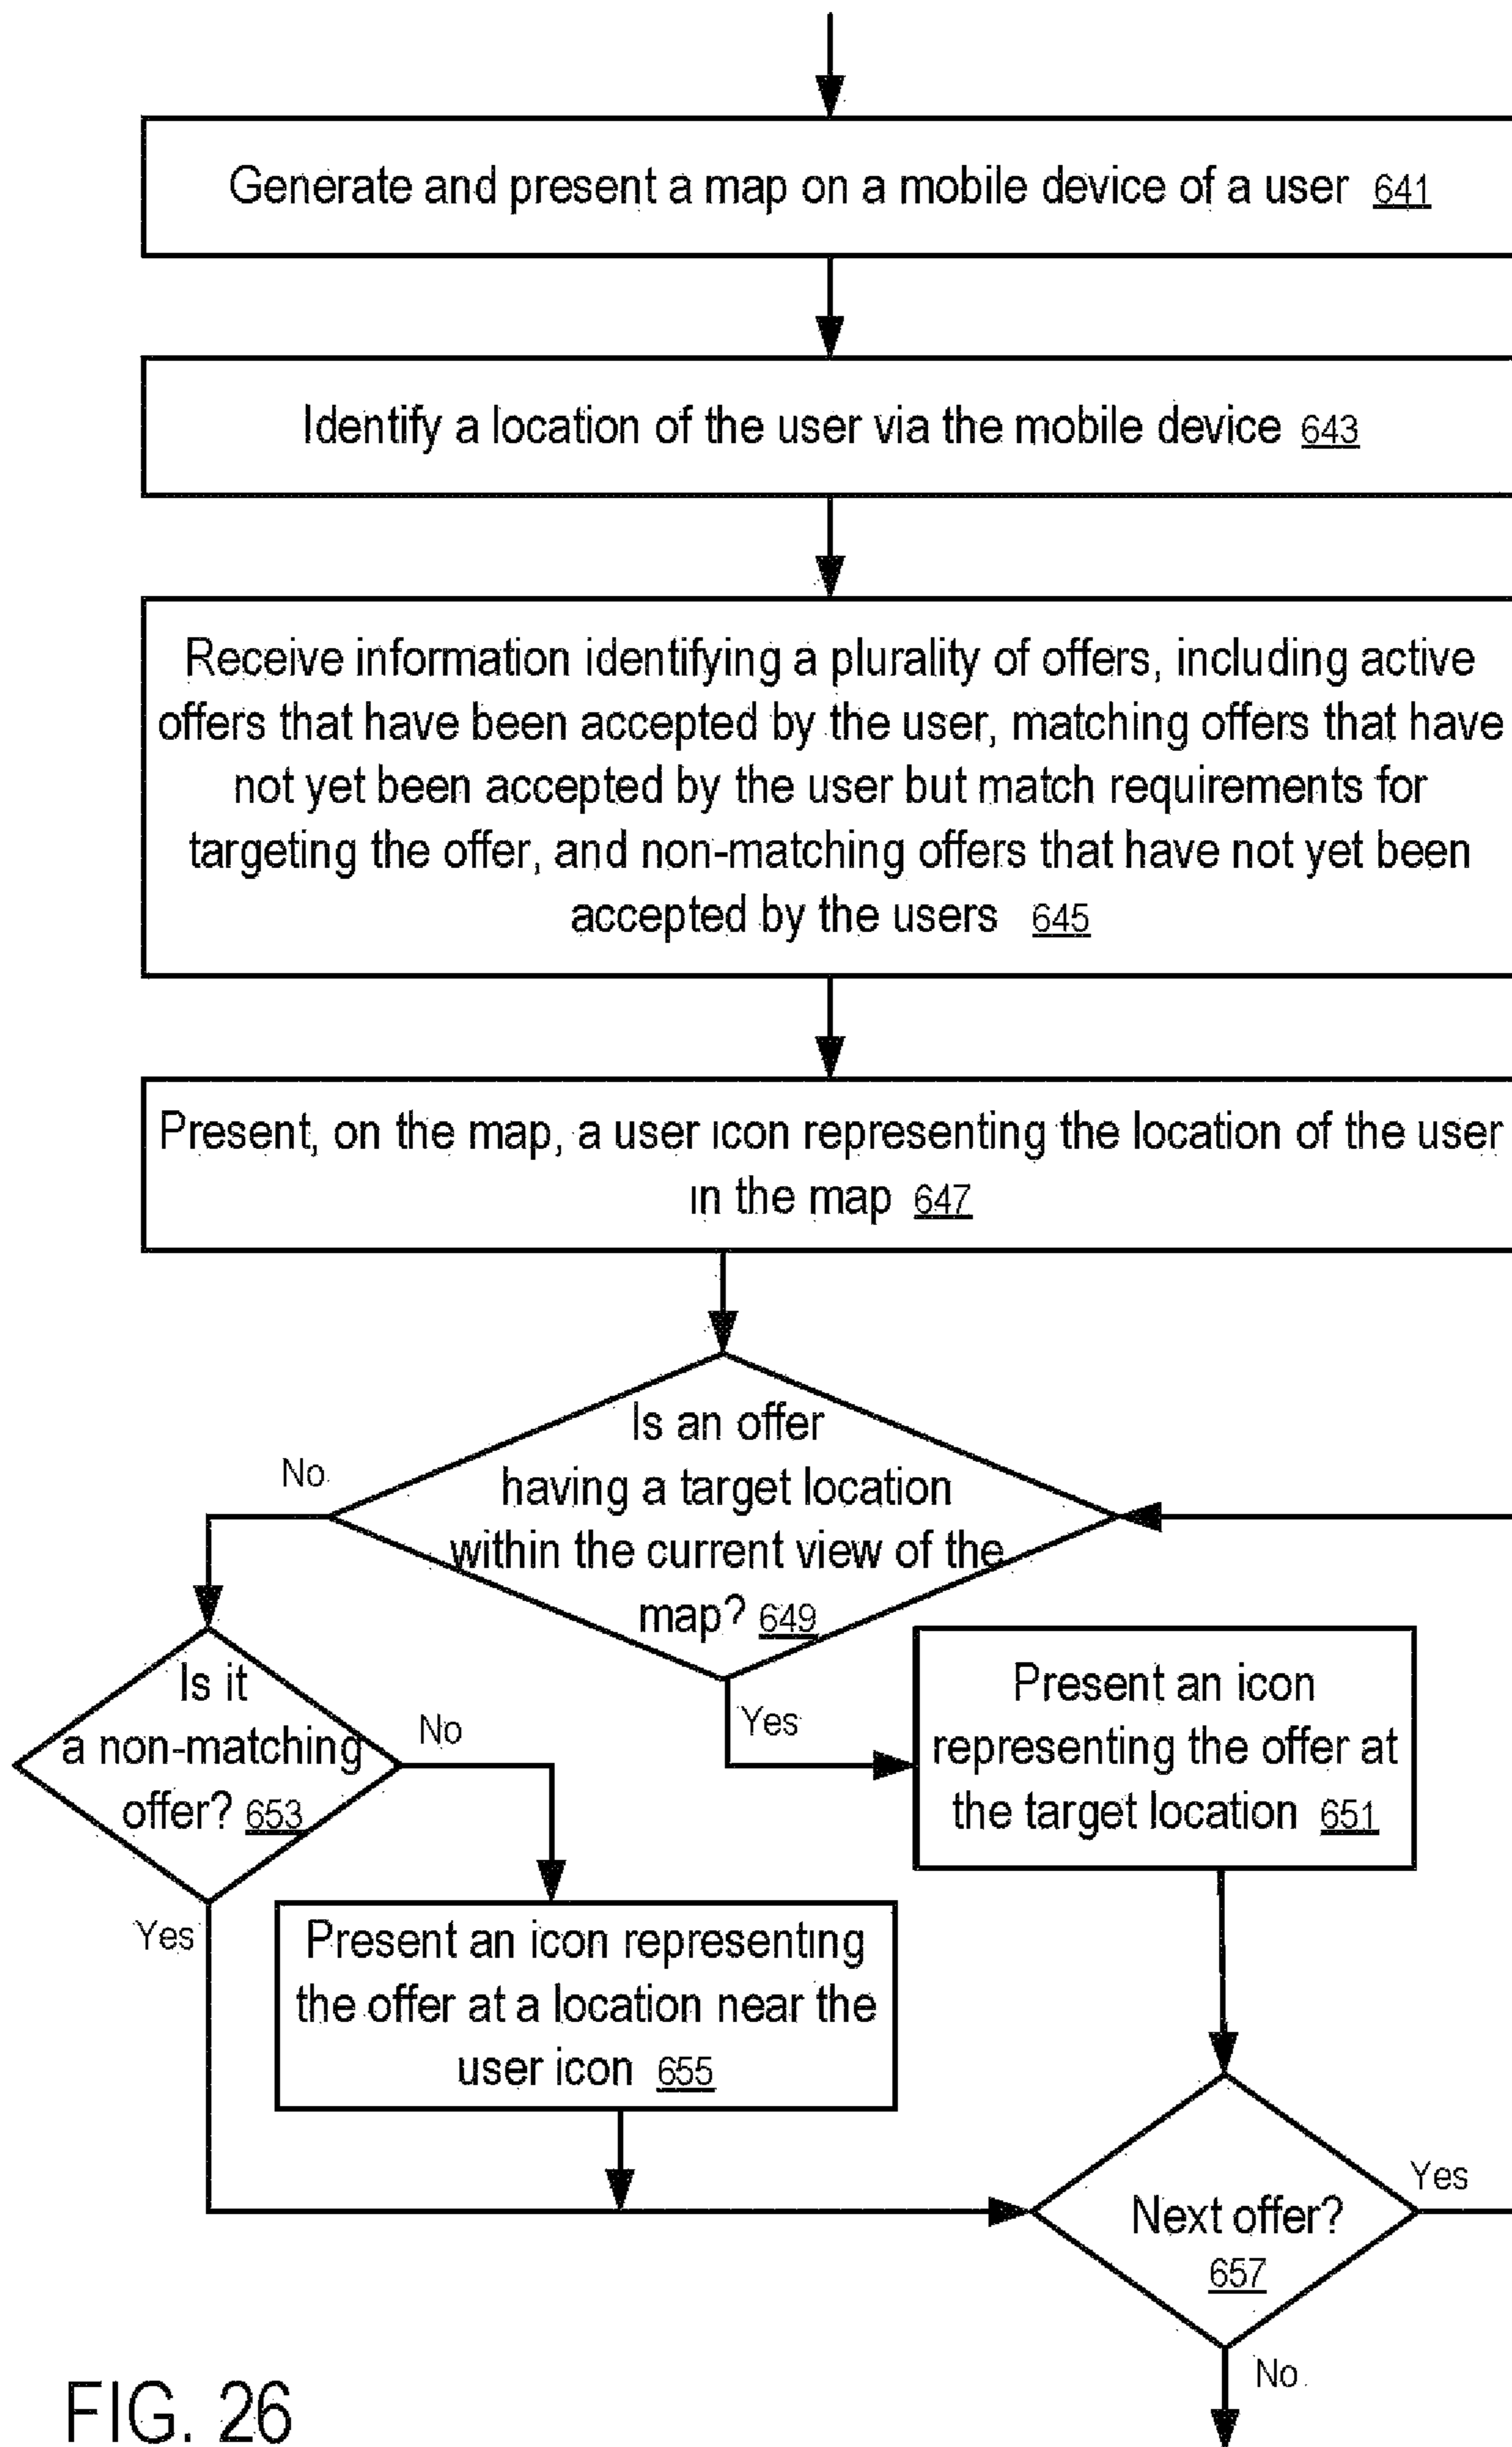 Generate and present a map on a mobile device of a user 641
Identify a location of the user via the mobile device 643
Receive information identifying a plurality of offers, including active
offers that have been accepted by the user, matching offers that have
not yet been accepted by the user but match requirements for
targeting the offer, and non-matching offers that have not yet been
accepted by the users 645
Present, on the map, a user icon representing the location of the user
in the map 647
Is an offer
having a target location
within the current view of the
map? 649
No
Yes
Is it
a non-matching
offer? 653
No
Yes
Present an icon
representing the offer at
the target location 651
Present an icon representing
the offer at a location near the
user icon 655
Next offer?
657
Yes
No
FIG. 26